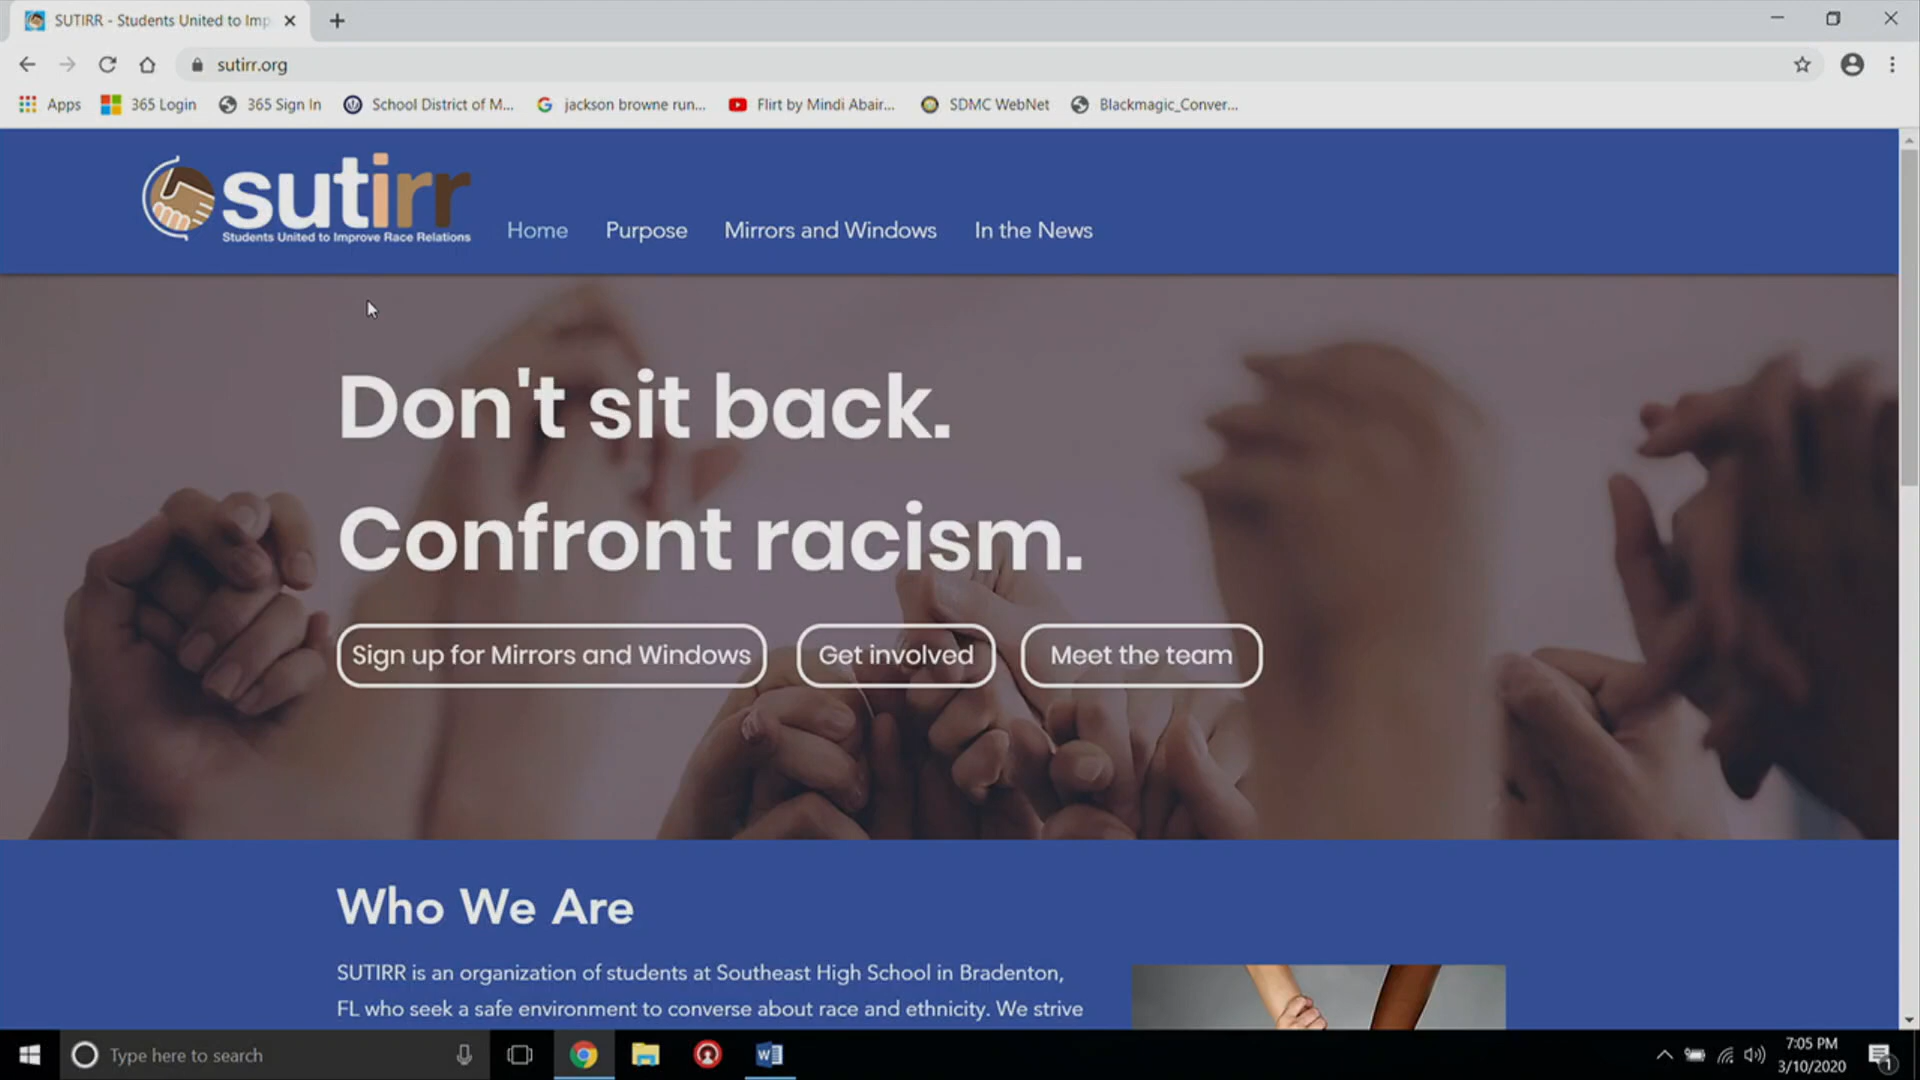 SUTIRR - Students United to Imp
sutirr.org
Apps
365 Login
365 Sign In
School District of M...
jackson browne run...
Flirt by Mindi Abair...
SDMC WebNet
Blackmagic_Conver...
sutirr
Students United to Improve Race Relations
Home
Purpose
Mirrors and Windows
In the News
Don't sit back.
Confront racism.
Sign up for Mirrors and Windows
Get involved
Meet the team
Who We Are
SUTIRR is an organization of students at Southeast High School in Bradenton,
FL who seek a safe environment to converse about race and ethnicity. We strive
Type here to search
7:05 PM
3/10/2020
1